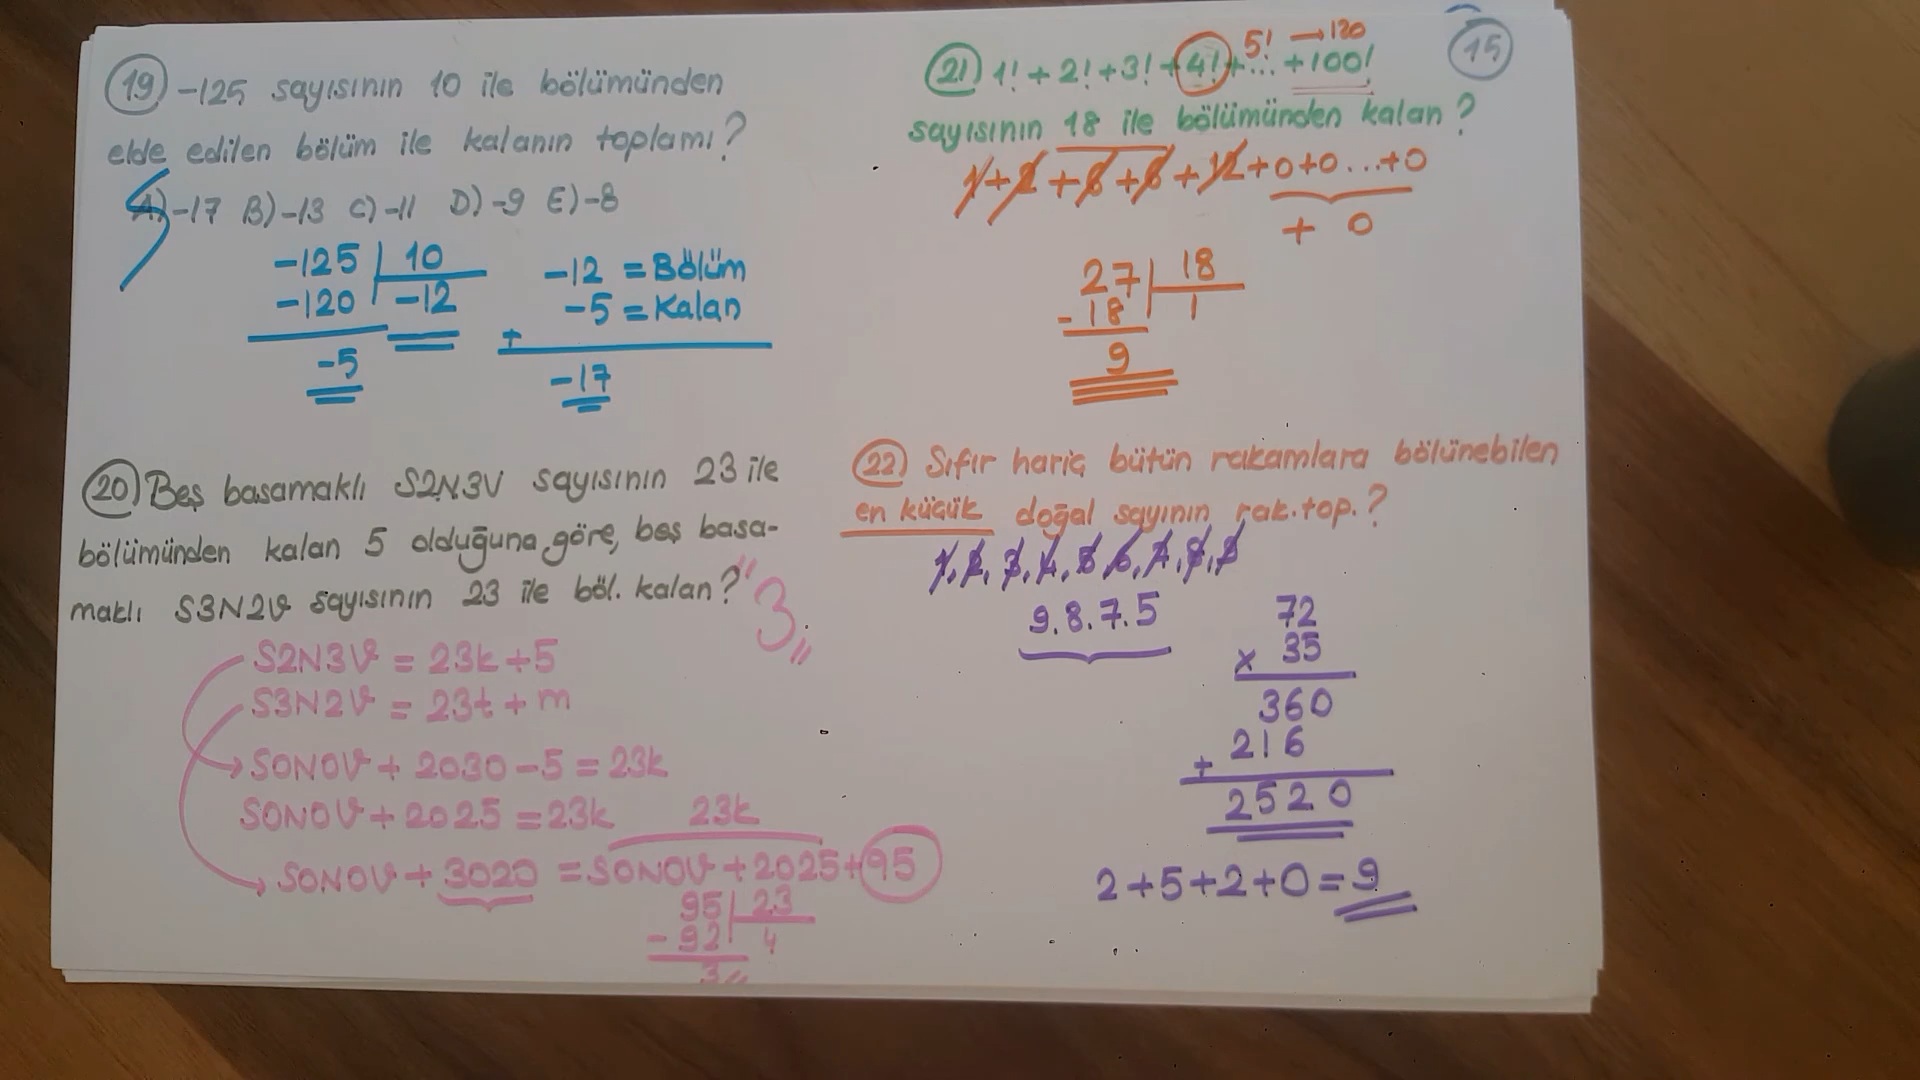 15
19 -125 sayısının 10 ile bölümünden
elde edilen bölüm ile kalanın toplamı?
A) -17 B) -13 C) -11 D) -9 E) -8
-125 | 10
-120 -12
-5
-12 = Bölüm
-5 = Kalan
+
-17
20 Beş basamaklı S2N3V sayısının 23 ile
bölümünden kalan 5 olduğuna göre, beş basa-
maklı S3N2V sayısının 23 ile böl. kalan?
"3"
S2N3V = 23k + 5
S3N2V = 23t + m
S0N0V + 2030 - 5 = 23k
S0N0V + 2025 = 23k
23k
S0N0V + 3020 = S0N0V + 2025 + 95
95 | 23
- 92 4
3
21 1! + 2! + 3! + 4! + ... + 100!
5! → 120
sayısının 18 ile bölümünden kalan?
1 + 2 + 6 + 6 + 12 + 0 + 0 ... + 0
+ 0
27 | 18
- 18 1
9
22 Sıfır hariç bütün rakamlara bölünebilen
en küçük doğal sayının rak. top.?
1, 2, 3, 4, 5, 6, 7, 8, 9
9.8.7.5
72
x 35
360
+ 216
2520
2 + 5 + 2 + 0 = 9